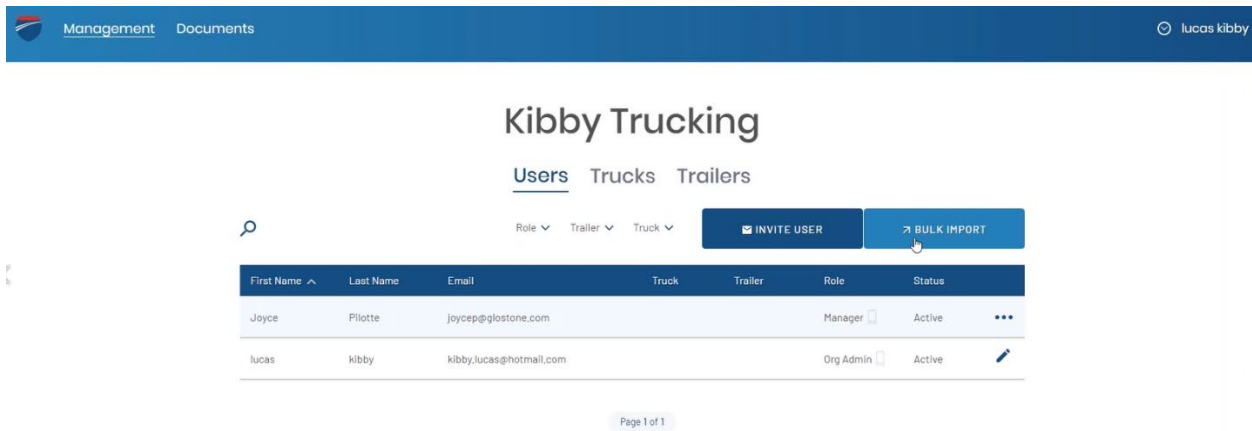 Management Documents lucas kibby
Kibby Trucking
Users Trucks Trailers
Role Trailer Truck INVITE USER BULK IMPORT
First Name Last Name Email Truck Trailer Role Status
Joyce Pilotte joycep@glostone.com Manager Active
lucas kibby kibby.lucas@hotmail.com Org Admin Active
Page 1 of 1